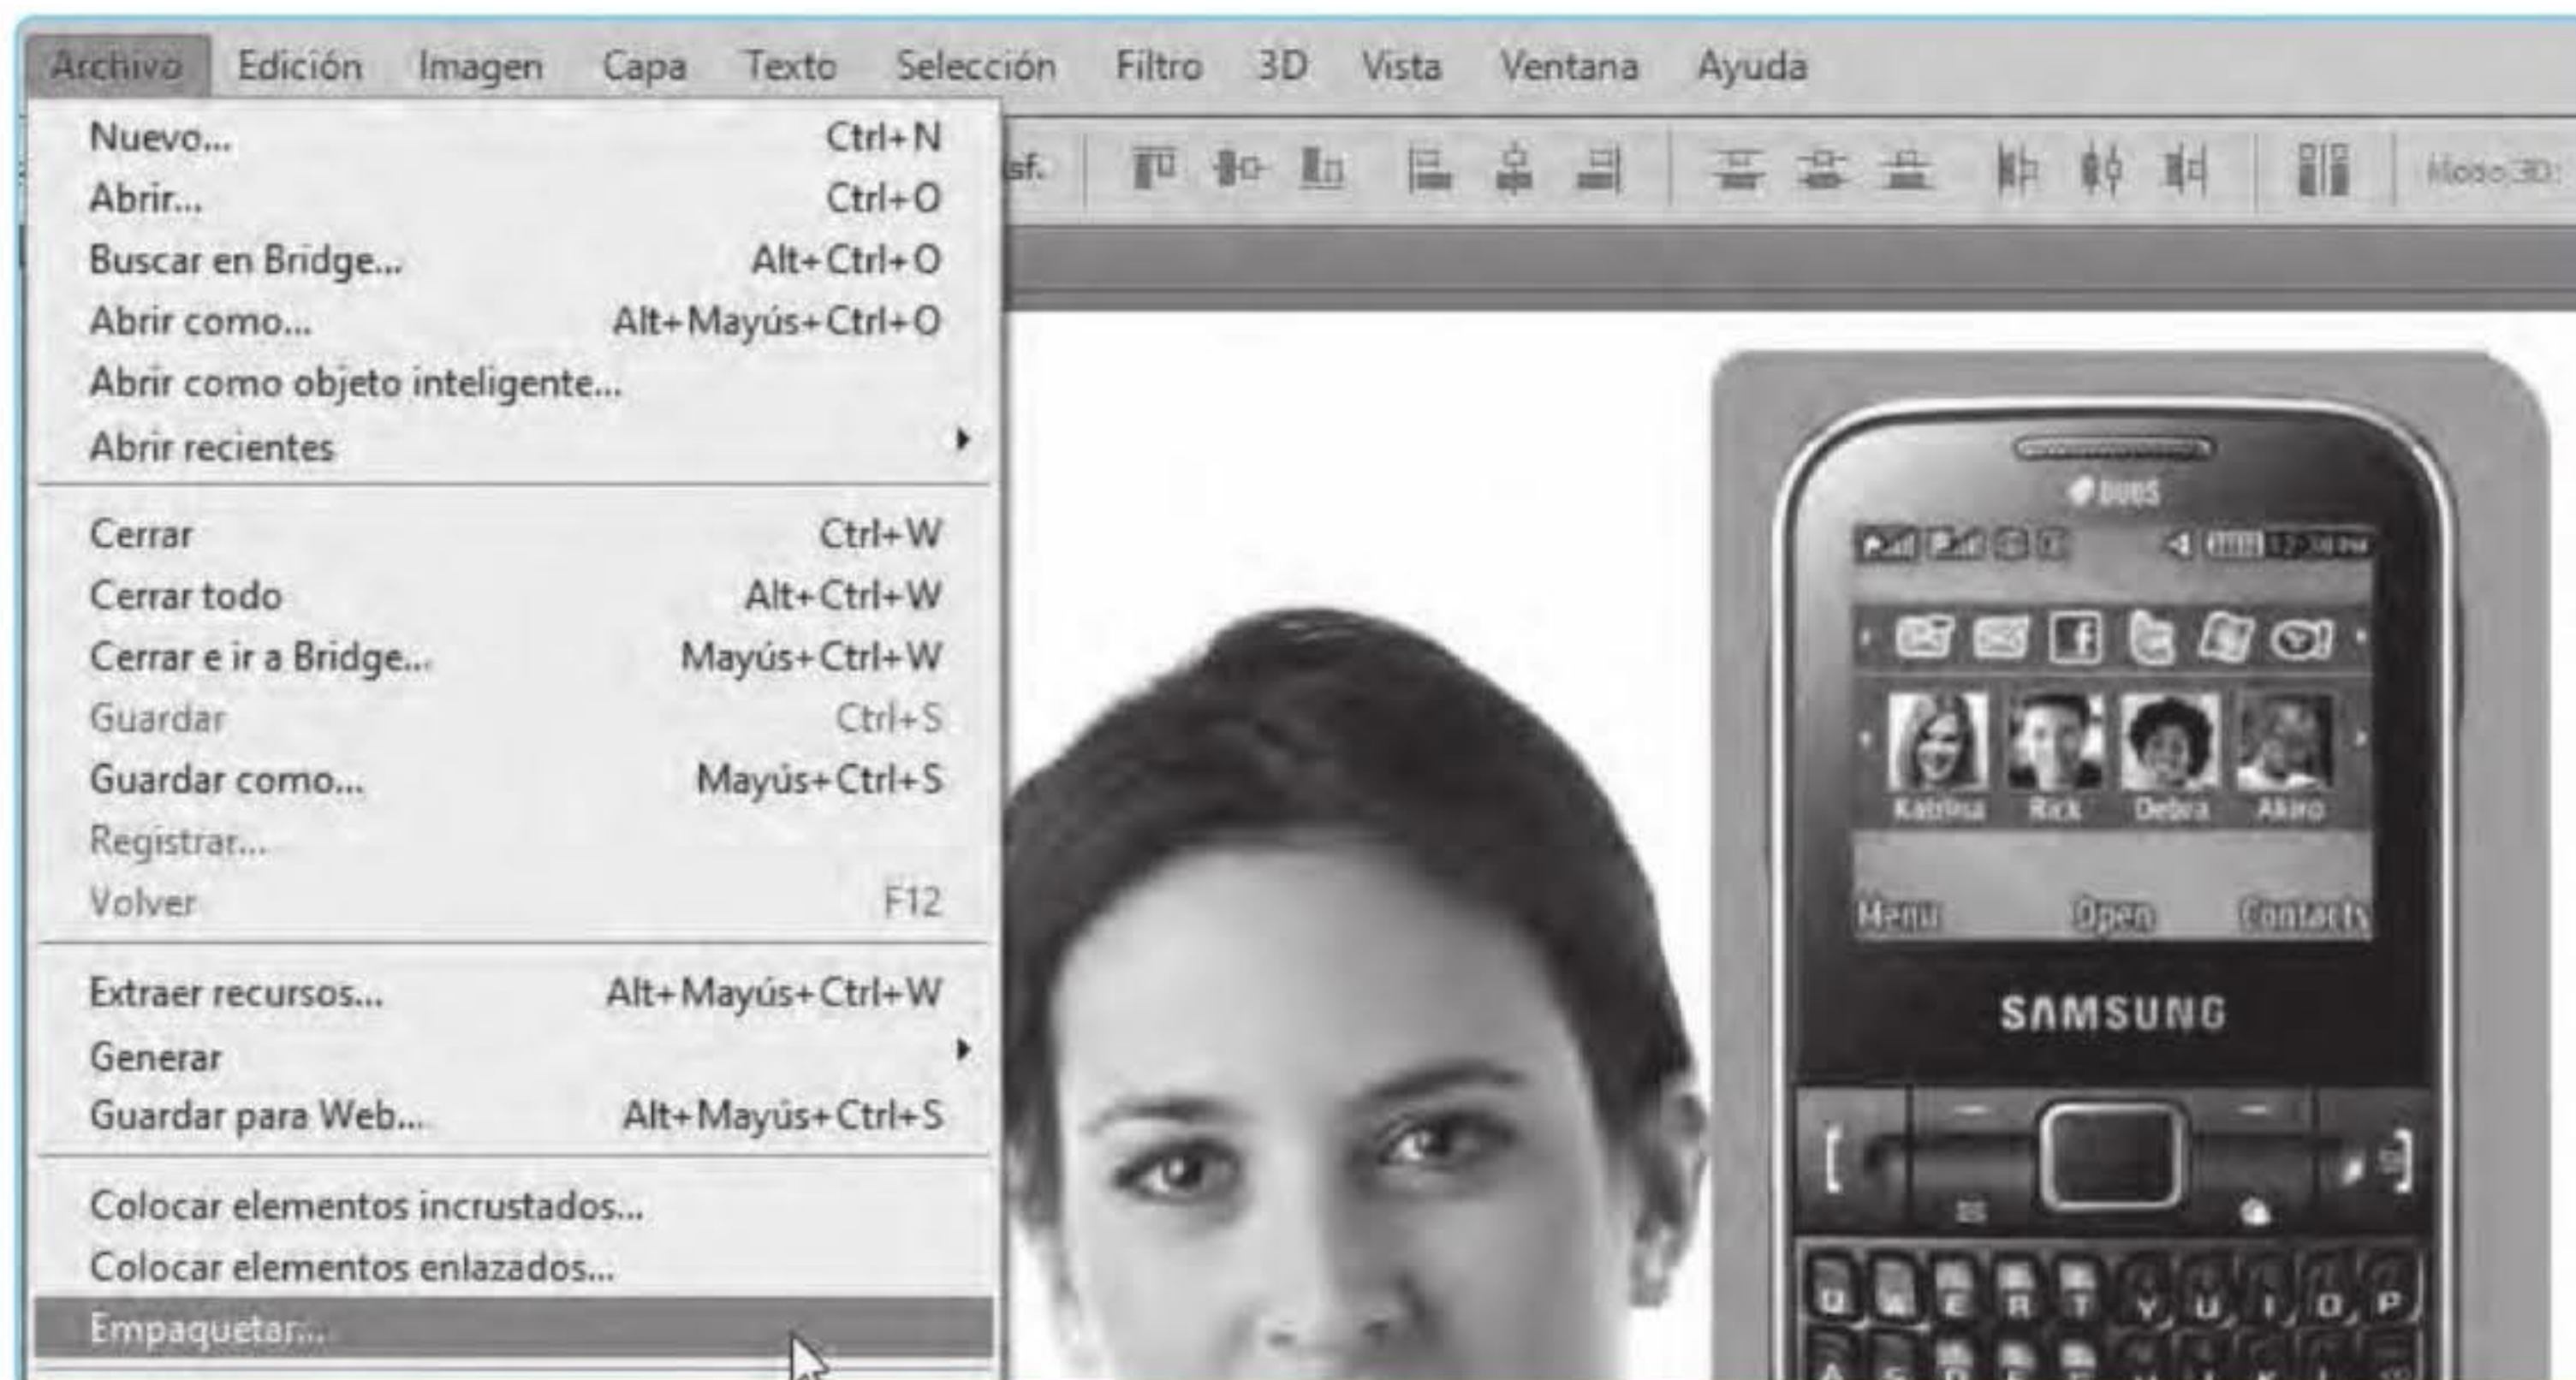 Archivo Edición Imagen Capa Texto Selección Filtro 3D Vista Ventana Ayuda
Nuevo... Ctrl+N
Abrir... Ctrl+O
Buscar en Bridge... Alt+Ctrl+O
Abrir como... Alt+Mayús+Ctrl+O
Abrir como objeto inteligente...
Abrir recientes
Cerrar Ctrl+W
Cerrar todo Alt+Ctrl+W
Cerrar e ir a Bridge... Mayús+Ctrl+W
Guardar Ctrl+S
Guardar como... Mayús+Ctrl+S
Registrar...
Volver F12
Extraer recursos... Alt+Mayús+Ctrl+W
Generar
Guardar para Web... Alt+Mayús+Ctrl+S
Colocar elementos incrustados...
Colocar elementos enlazados...
Empaquetar...
sf.
Modo 3D:
DUOS
Katrina Rick Debra Akiro
Menu Open Contacts
SAMSUNG
Q W E R T Y U I O P